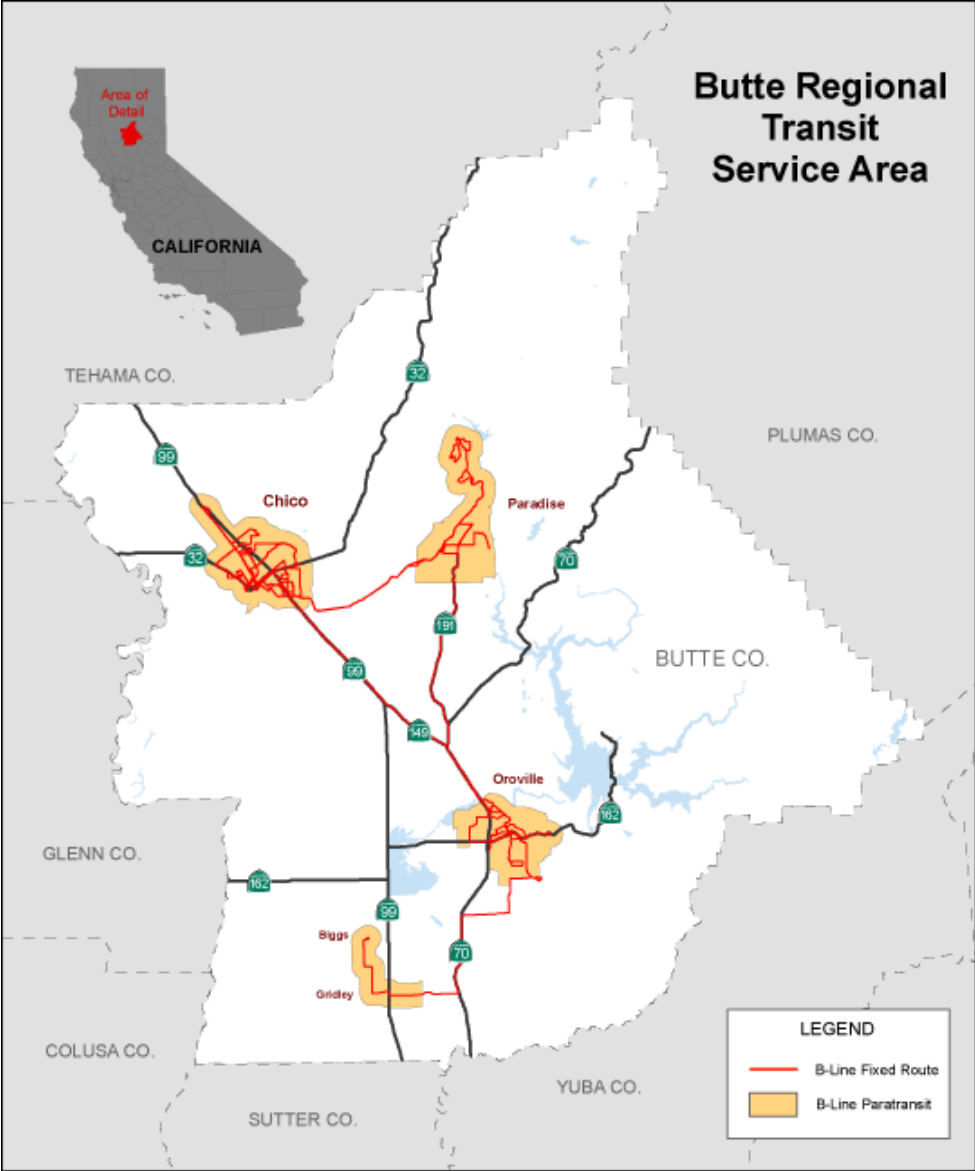 Butte Regional
Transit
Service Area
Area of
Detail
CALIFORNIA
TEHAMA CO.
32
PLUMAS CO.
99
Chico
Paradise
32
70
191
BUTTE CO.
99
149
Oroville
162
GLENN CO.
162
99
Biggs
70
Gridley
LEGEND
COLUSA CO.
B-Line Fixed Route
YUBA CO.
B-Line Paratransit
SUTTER CO.